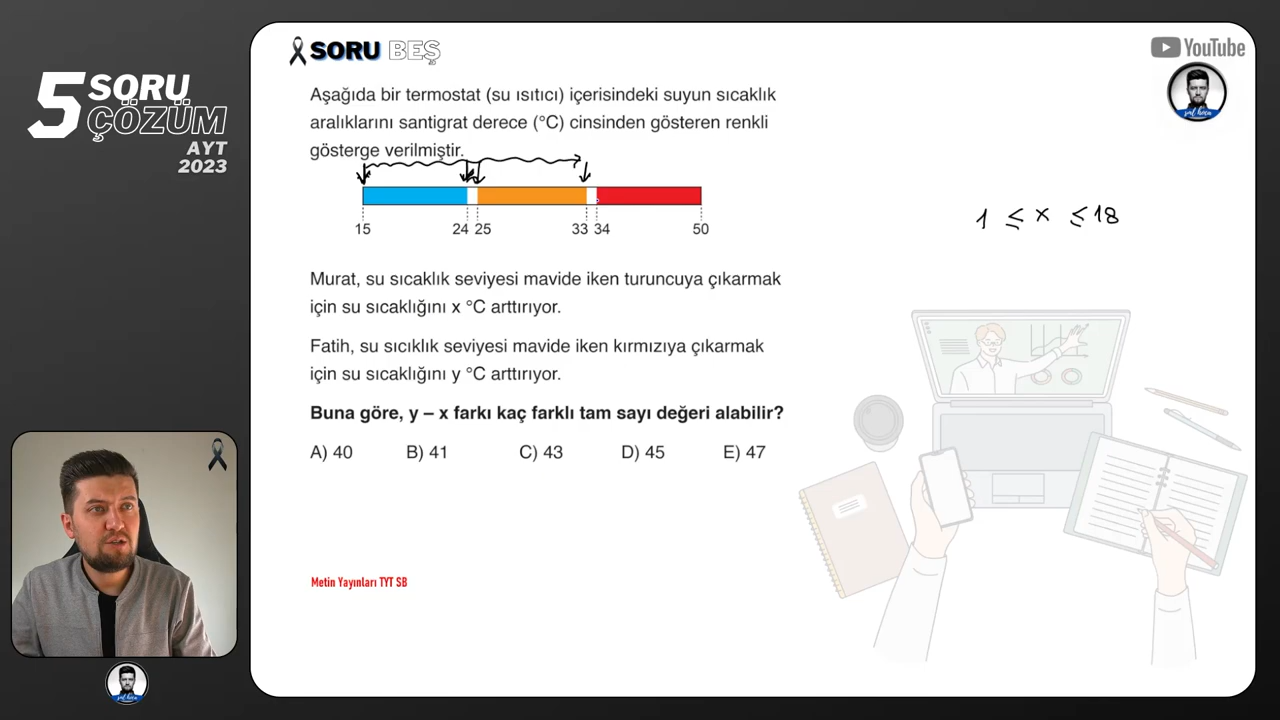 5 SORU
ÇÖZÜM
AYT
2023
SORU BEŞ
YouTube
Aşağıda bir termostat (su ısıtıcı) içerisindeki suyun sıcaklık
aralıklarını santigrat derece (°C) cinsinden gösteren renkli
gösterge verilmiştir.
15 24 25 33 34 50
1 ≤ x ≤ 18
Murat, su sıcaklık seviyesi mavide iken turuncuya çıkarmak
için su sıcaklığını x °C arttırıyor.
Fatih, su sıcıklık seviyesi mavide iken kırmızıya çıkarmak
için su sıcaklığını y °C arttırıyor.
Buna göre, y – x farkı kaç farklı tam sayı değeri alabilir?
A) 40 B) 41 C) 43 D) 45 E) 47
Metin Yayınları TYT SB